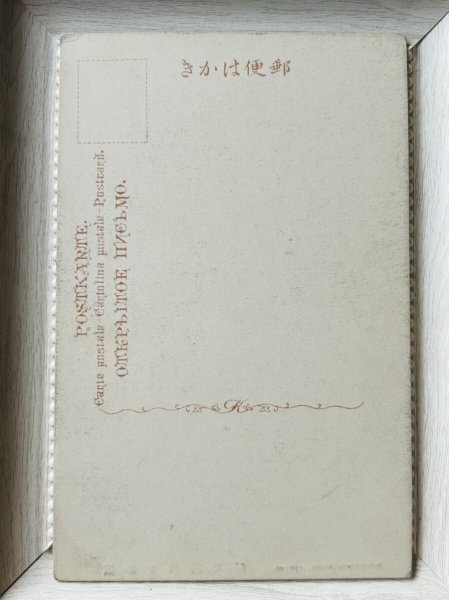 郵便はかき
POSTKARTE.
Carte postale-Cartolina postale-Postcard.
ОТКРЫТОЕ ПИСЬМО.
K